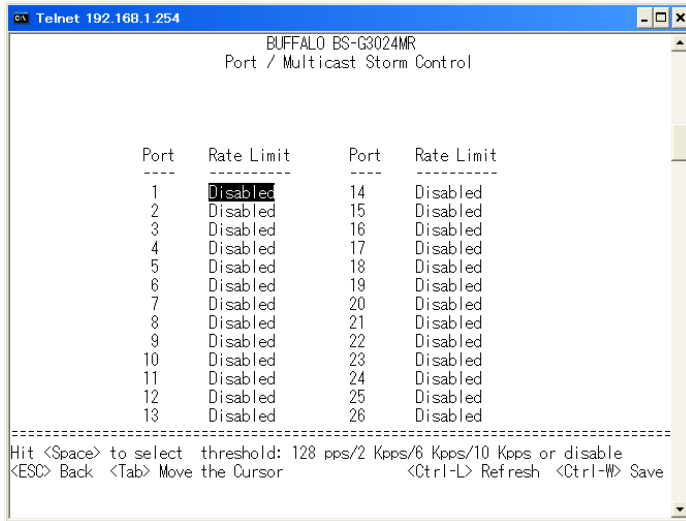 Telnet 192.168.1.254
BUFFALO BS-G3024MR
Port / Multicast Storm Control
Port Rate Limit Port Rate Limit
---- ---------- ---- ----------
1 Disabled 14 Disabled
2 Disabled 15 Disabled
3 Disabled 16 Disabled
4 Disabled 17 Disabled
5 Disabled 18 Disabled
6 Disabled 19 Disabled
7 Disabled 20 Disabled
8 Disabled 21 Disabled
9 Disabled 22 Disabled
10 Disabled 23 Disabled
11 Disabled 24 Disabled
12 Disabled 25 Disabled
13 Disabled 26 Disabled
================================================================================
Hit <Space> to select threshold: 128 pps/2 Kpps/6 Kpps/10 Kpps or disable
<ESC> Back <Tab> Move the Cursor <Ctrl-L> Refresh <Ctrl-W> Save